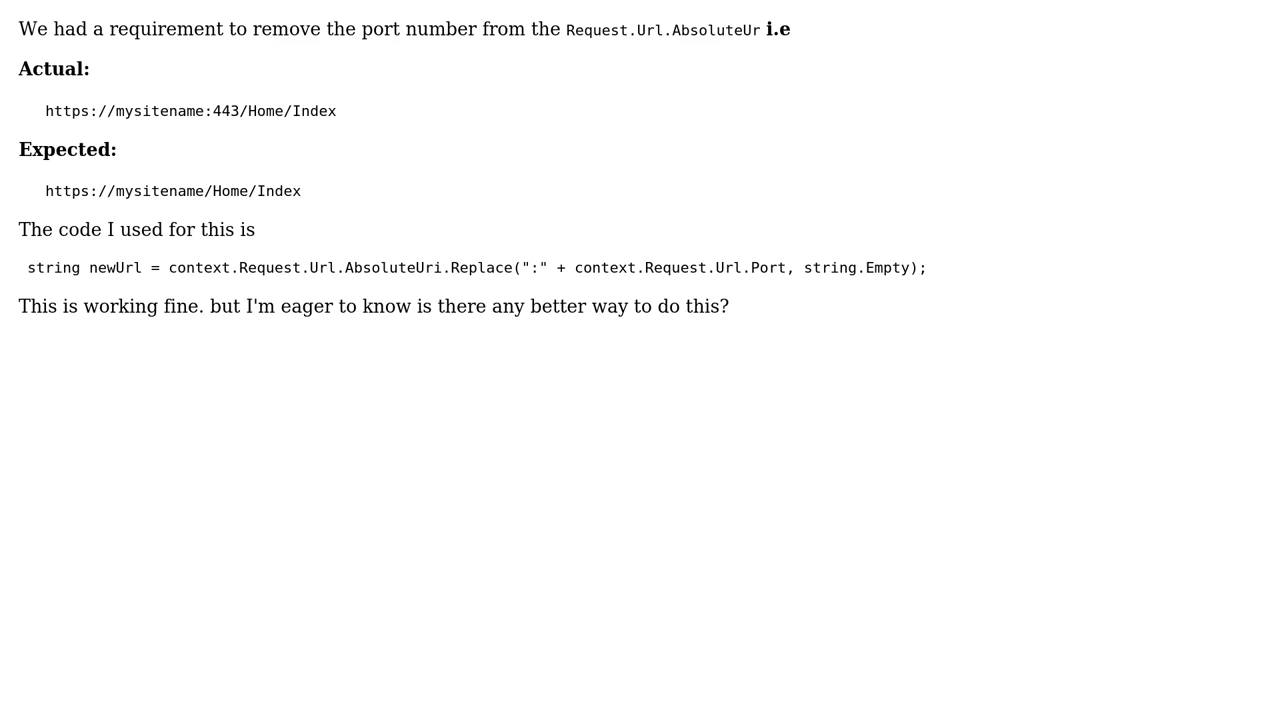 We had a requirement to remove the port number from the Request.Url.AbsoluteUr i.e
Actual:
https://mysitename:443/Home/Index
Expected:
https://mysitename/Home/Index
The code I used for this is
string newUrl = context.Request.Url.AbsoluteUri.Replace(":" + context.Request.Url.Port, string.Empty);
This is working fine. but I'm eager to know is there any better way to do this?